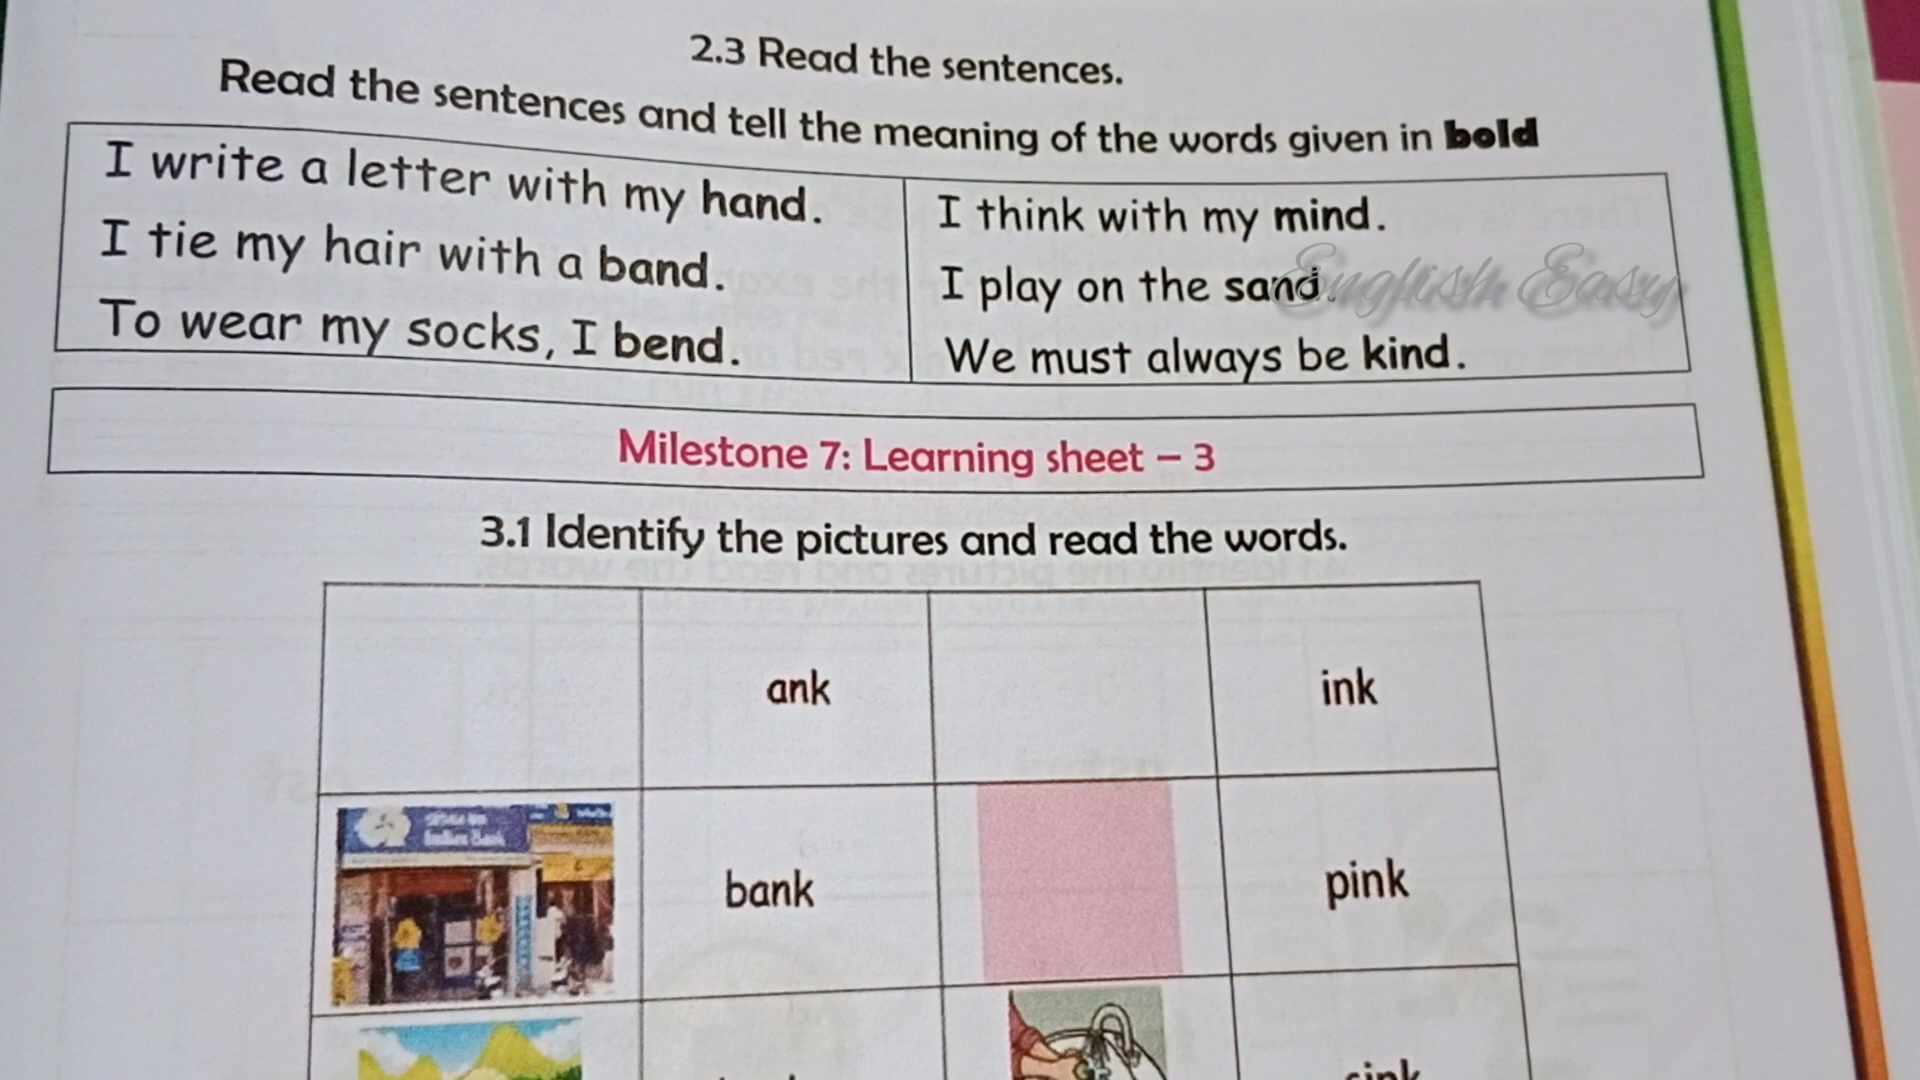 2.3 Read the sentences.
Read the sentences and tell the meaning of the words given in bold
I write a letter with my hand.
I tie my hair with a band.
To wear my socks, I bend.
I think with my mind.
I play on the sand.
We must always be kind.
English Easy
Milestone 7: Learning sheet – 3
3.1 Identify the pictures and read the words.
ank
ink
Indian Bank
bank
pink
sink